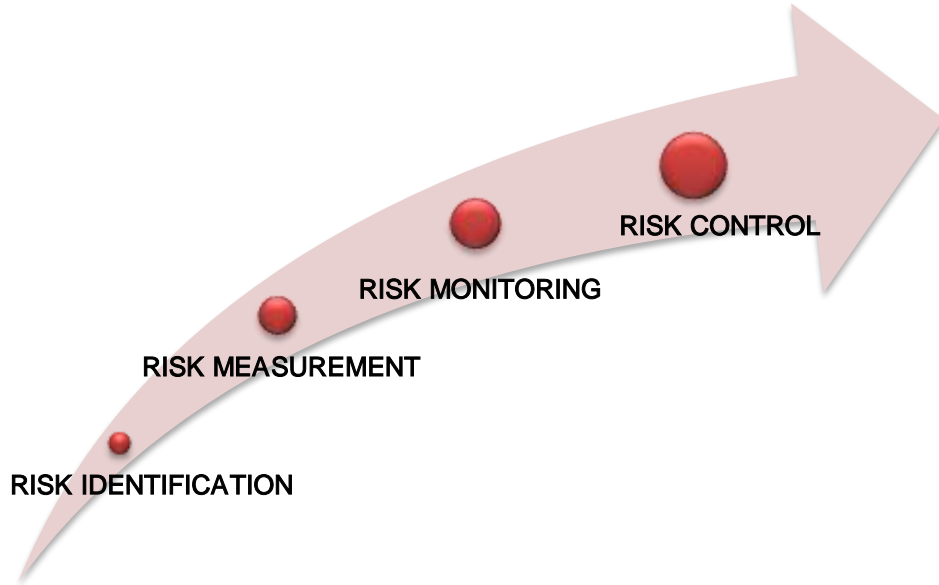 RISK CONTROL
RISK MONITORING
RISK MEASUREMENT
RISK IDENTIFICATION